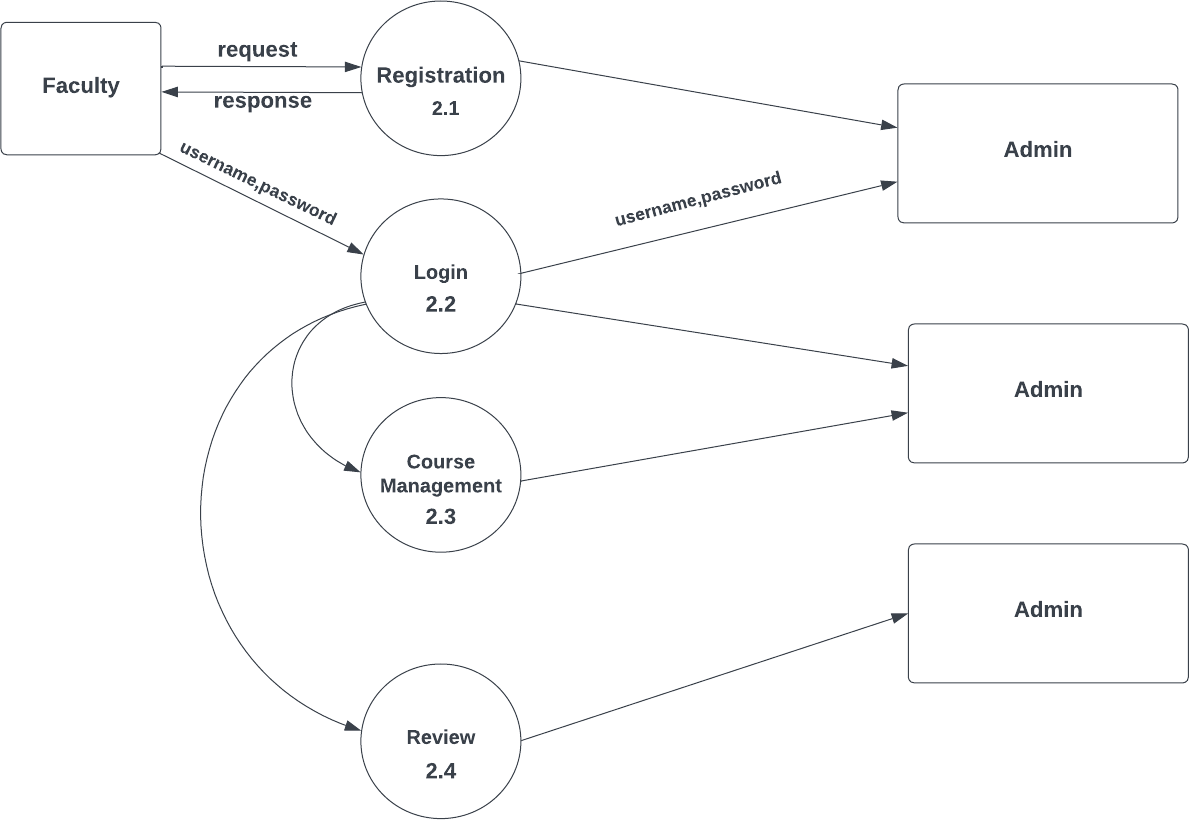 Faculty
request
response
Registration
2.1
username,password
Admin
username,password
Login
2.2
Admin
Course
Management
2.3
Admin
Review
2.4